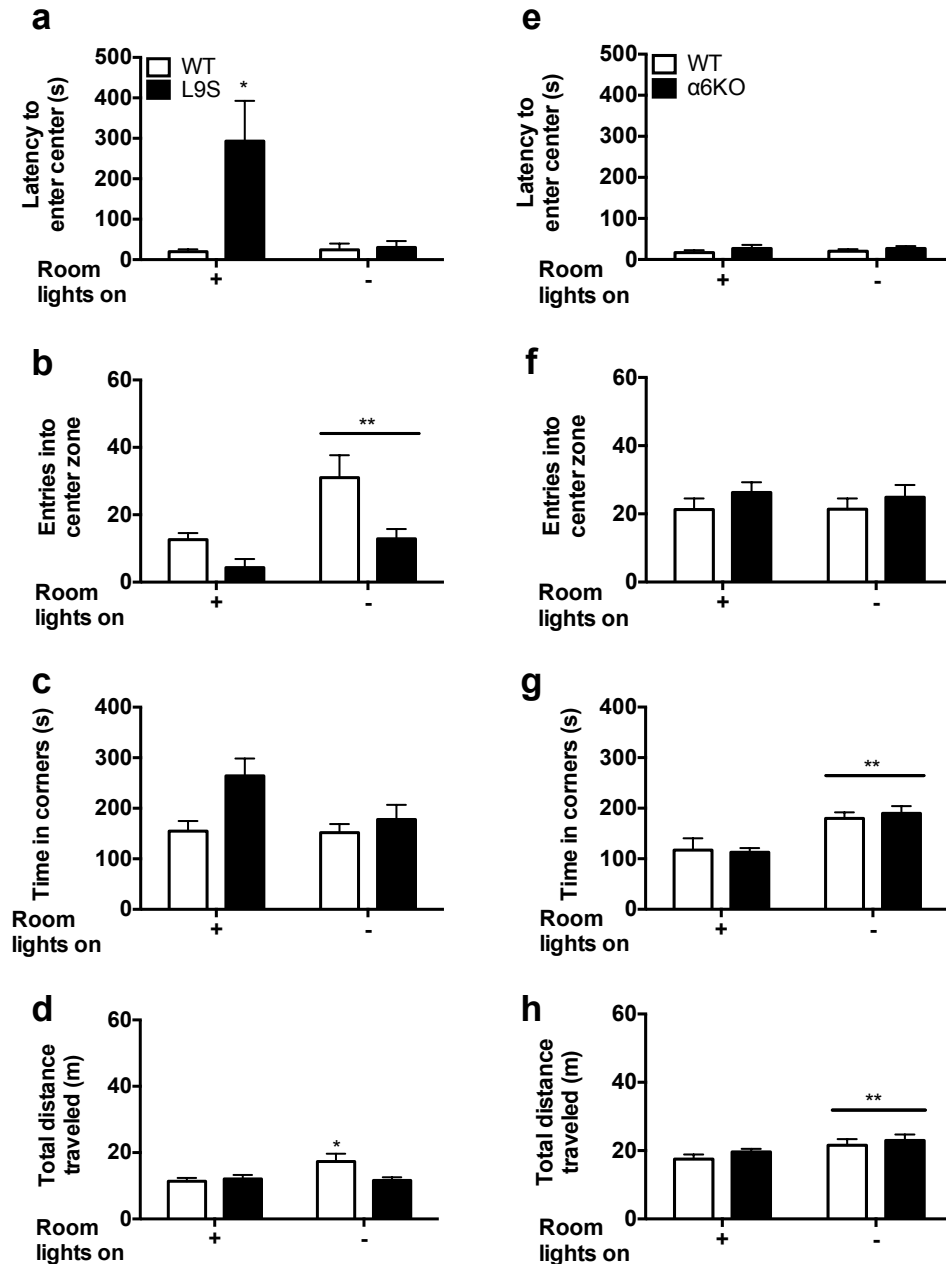 a
Latency to
enter center (s)
500
400
300
200
100
0
WT
L9S
*
Room
lights on
+
-
e
Latency to
enter center (s)
500
400
300
200
100
0
WT
α6KO
Room
lights on
+
-
b
Entries into
center zone
60
40
20
0
**
Room
lights on
+
-
f
Entries into
center zone
60
40
20
0
Room
lights on
+
-
c
Time in corners (s)
400
300
200
100
0
Room
lights on
+
-
g
Time in corners (s)
400
300
200
100
0
**
Room
lights on
+
-
d
Total distance
traveled (m)
60
40
20
0
*
Room
lights on
+
-
h
Total distance
traveled (m)
60
40
20
0
**
Room
lights on
+
-